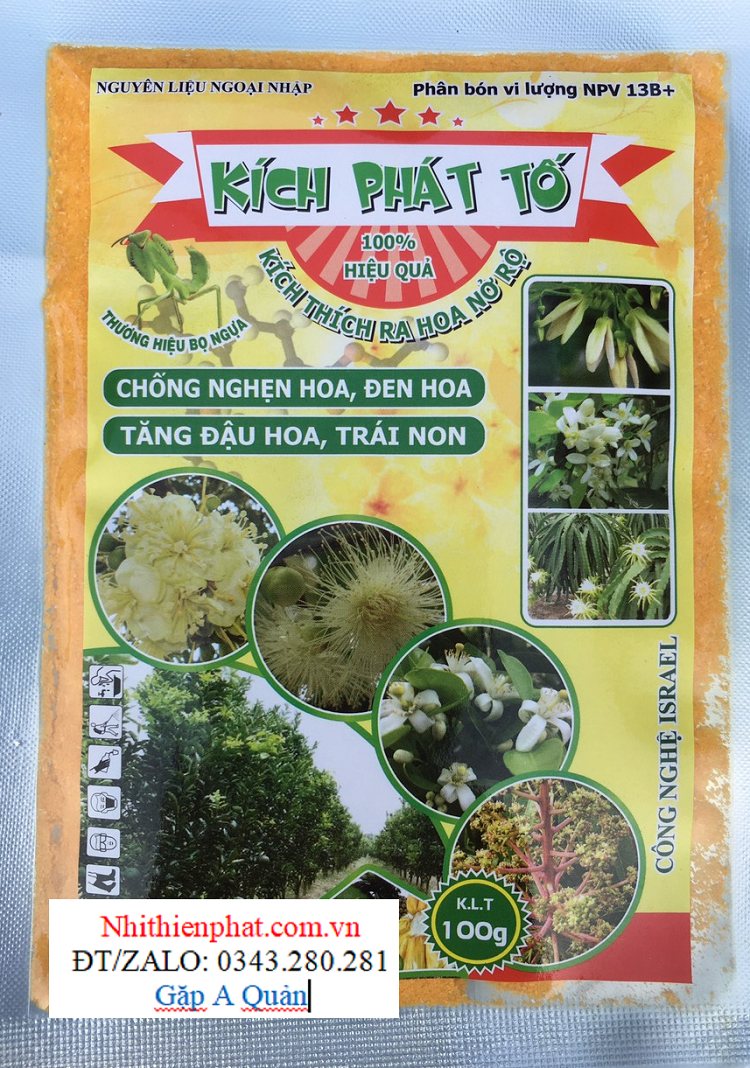 NGUYÊN LIỆU NGOẠI NHẬP
Phân bón vi lượng NPV 13B+
KÍCH PHÁT TỐ
100%
HIỆU QUẢ
KÍCH THÍCH RA HOA NỞ RỘ
THƯƠNG HIỆU BỌ NGỰA
CHỐNG NGHẸN HOA, ĐEN HOA
TĂNG ĐẬU HOA, TRÁI NON
CÔNG NGHỆ ISRAEL
K.L.T
100g
Nhithienphat.com.vn
ĐT/ZALO: 0343.280.281
Gặp A Quản